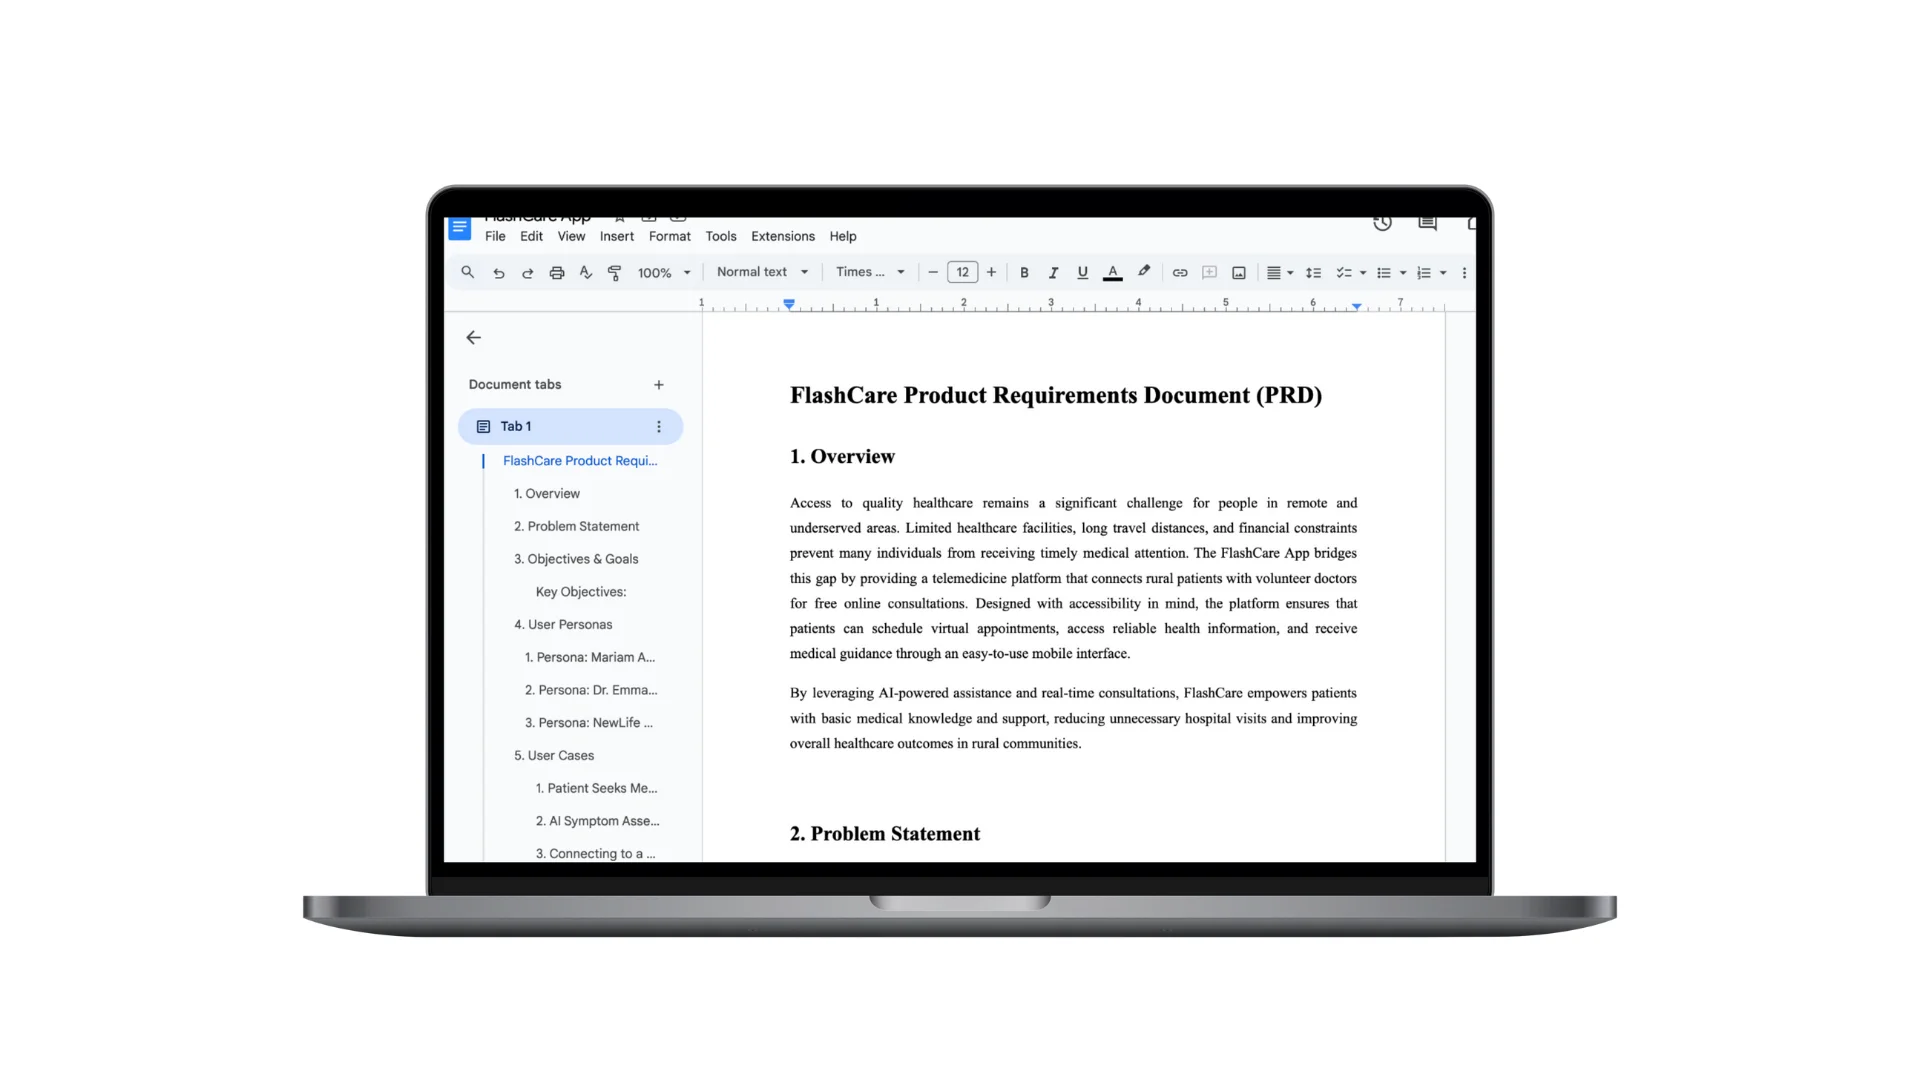 FlashCare App
File Edit View Insert Format Tools Extensions Help
100% Normal text Times ... 12 B I U A
1 1 2 3 4 5 6 7
Document tabs
Tab 1
FlashCare Product Requi...
1. Overview
2. Problem Statement
3. Objectives & Goals
Key Objectives:
4. User Personas
1. Persona: Mariam A...
2. Persona: Dr. Emma...
3. Persona: NewLife ...
5. User Cases
1. Patient Seeks Me...
2. AI Symptom Asse...
3. Connecting to a ...
FlashCare Product Requirements Document (PRD)
1. Overview
Access to quality healthcare remains a significant challenge for people in remote and
underserved areas. Limited healthcare facilities, long travel distances, and financial constraints
prevent many individuals from receiving timely medical attention. The FlashCare App bridges
this gap by providing a telemedicine platform that connects rural patients with volunteer doctors
for free online consultations. Designed with accessibility in mind, the platform ensures that
patients can schedule virtual appointments, access reliable health information, and receive
medical guidance through an easy-to-use mobile interface.
By leveraging AI-powered assistance and real-time consultations, FlashCare empowers patients
with basic medical knowledge and support, reducing unnecessary hospital visits and improving
overall healthcare outcomes in rural communities.
2. Problem Statement